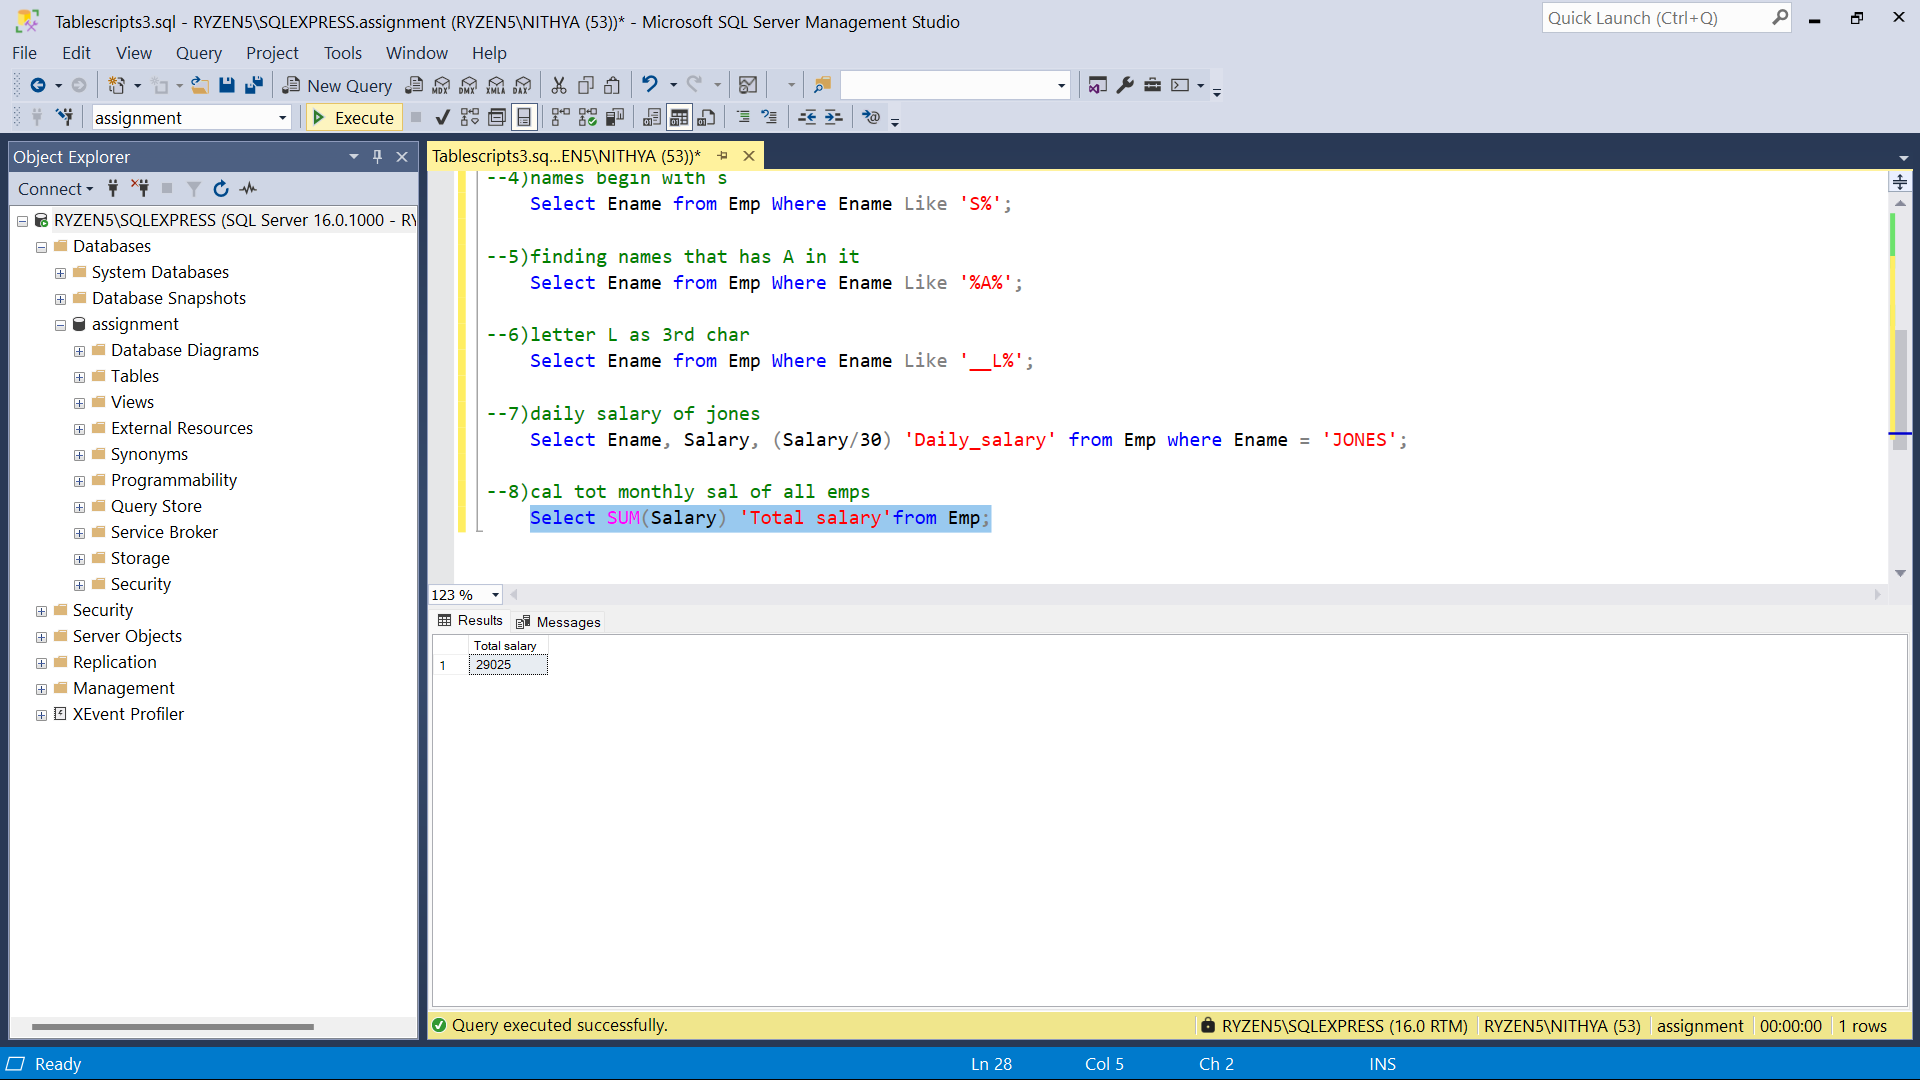 Tablescripts3.sql - RYZEN5\SQLEXPRESS.assignment (RYZEN5\NITHYA (53))* - Microsoft SQL Server Management Studio
Quick Launch (Ctrl+Q)
File Edit View Query Project Tools Window Help
New Query MDX DMX XMLA DAX
assignment Execute
Object Explorer
Connect
RYZEN5\SQLEXPRESS (SQL Server 16.0.1000 - RY
Databases
System Databases
Database Snapshots
assignment
Database Diagrams
Tables
Views
External Resources
Synonyms
Programmability
Query Store
Service Broker
Storage
Security
Security
Server Objects
Replication
Management
XEvent Profiler
Tablescripts3.sq...EN5\NITHYA (53))*
--4)names begin with s
Select Ename from Emp Where Ename Like 'S%';
--5)finding names that has A in it
Select Ename from Emp Where Ename Like '%A%';
--6)letter L as 3rd char
Select Ename from Emp Where Ename Like '__L%';
--7)daily salary of jones
Select Ename, Salary, (Salary/30) 'Daily_salary' from Emp where Ename = 'JONES';
--8)cal tot monthly sal of all emps
Select SUM(Salary) 'Total salary'from Emp;
123 %
Results Messages
Total salary
1 29025
Query executed successfully.
RYZEN5\SQLEXPRESS (16.0 RTM) RYZEN5\NITHYA (53) assignment 00:00:00 1 rows
Ready Ln 28 Col 5 Ch 2 INS